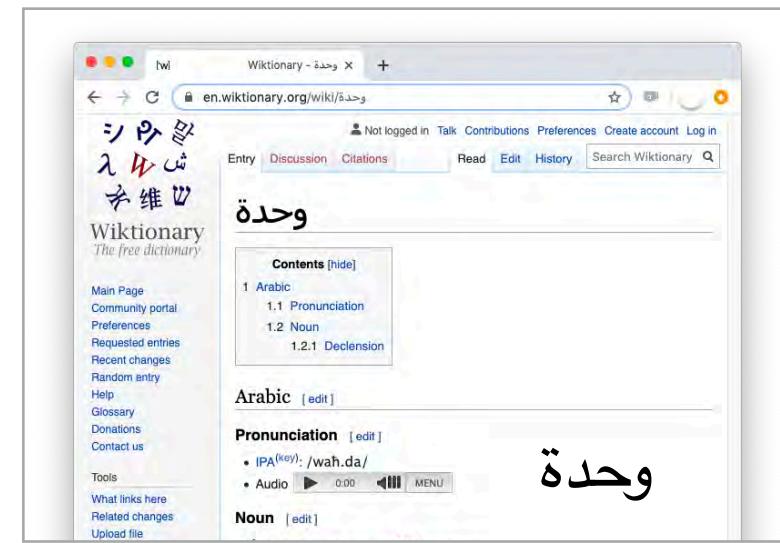 [w]
وحدة - Wiktionary × +
en.wiktionary.org/wiki/وحدة
Not logged in Talk Contributions Preferences Create account Log in
Entry Discussion Citations Read Edit History Search Wiktionary
シ 維 ש λ W ش
Wiktionary
The free dictionary
وحدة
Contents [hide]
1 Arabic
1.1 Pronunciation
1.2 Noun
1.2.1 Declension
Main Page
Community portal
Preferences
Requested entries
Recent changes
Random entry
Help
Glossary
Donations
Contact us
Tools
What links here
Related changes
Upload file
Arabic [edit]
Pronunciation [edit]
• IPA(key): /waħ.da/
• Audio 0:00 MENU
Noun [edit]
وحدة